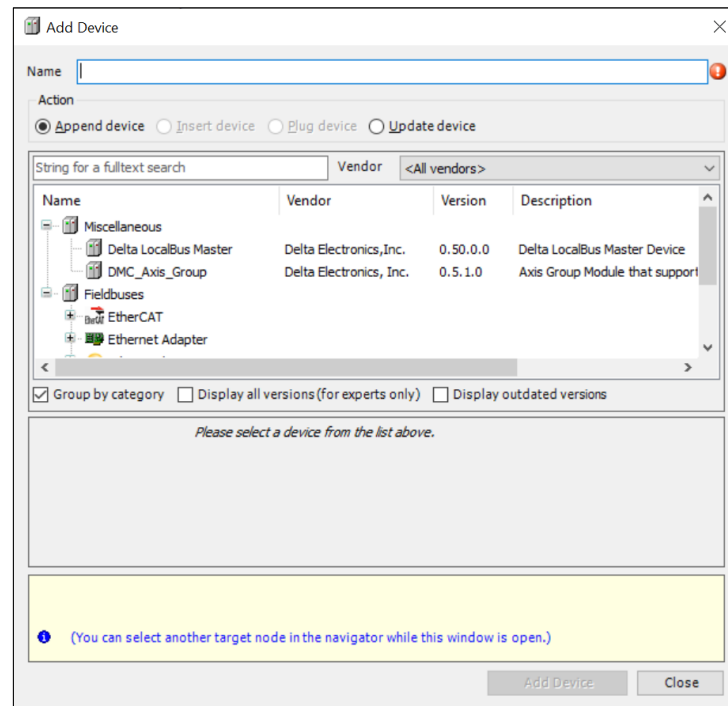 Add Device
Name
Action
Append device Insert device Plug device Update device
String for a fulltext search Vendor <All vendors>
Name Vendor Version Description
Miscellaneous
Delta LocalBus Master Delta Electronics,Inc. 0.50.0.0 Delta LocalBus Master Device
DMC_Axis_Group Delta Electronics, Inc. 0.5.1.0 Axis Group Module that support
Fieldbuses
EtherCAT
Ethernet Adapter
Group by category Display all versions(for experts only) Display outdated versions
Please select a device from the list above.
(You can select another target node in the navigator while this window is open.)
Add Device Close